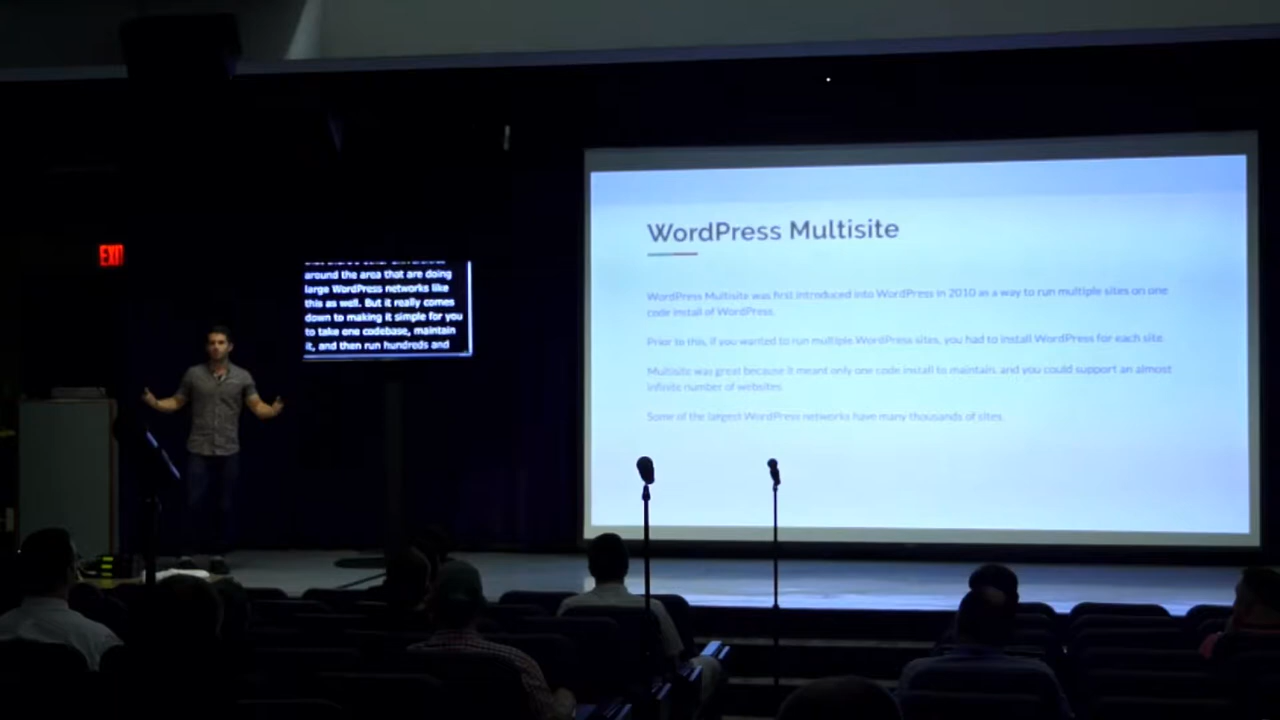 EXIT
around the area that are doing
large WordPress networks like
this as well. But it really comes
down to making it simple for you
to take one codebase, maintain
it, and then run hundreds and
WordPress Multisite
WordPress Multisite was first introduced into WordPress in 2010 as a way to run multiple sites on one
code install of WordPress.
Prior to this, if you wanted to run multiple WordPress sites, you had to install WordPress for each site.
Multisite was great because it meant only one code install to maintain, and you could support an almost
infinite number of websites.
Some of the largest WordPress networks have many thousands of sites.